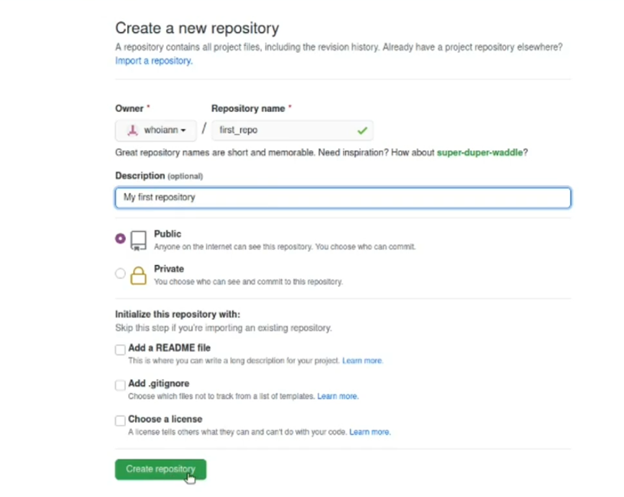 Create a new repository
A repository contains all project files, including the revision history. Already have a project repository elsewhere?
Import a repository.
Owner * Repository name *
whoiann / first_repo
Great repository names are short and memorable. Need inspiration? How about super-duper-waddle?
Description (optional)
My first repository
Public
Anyone on the internet can see this repository. You choose who can commit.
Private
You choose who can see and commit to this repository.
Initialize this repository with:
Skip this step if you're importing an existing repository.
Add a README file
This is where you can write a long description for your project. Learn more.
Add .gitignore
Choose which files not to track from a list of templates. Learn more.
Choose a license
A license tells others what they can and can't do with your code. Learn more.
Create repository